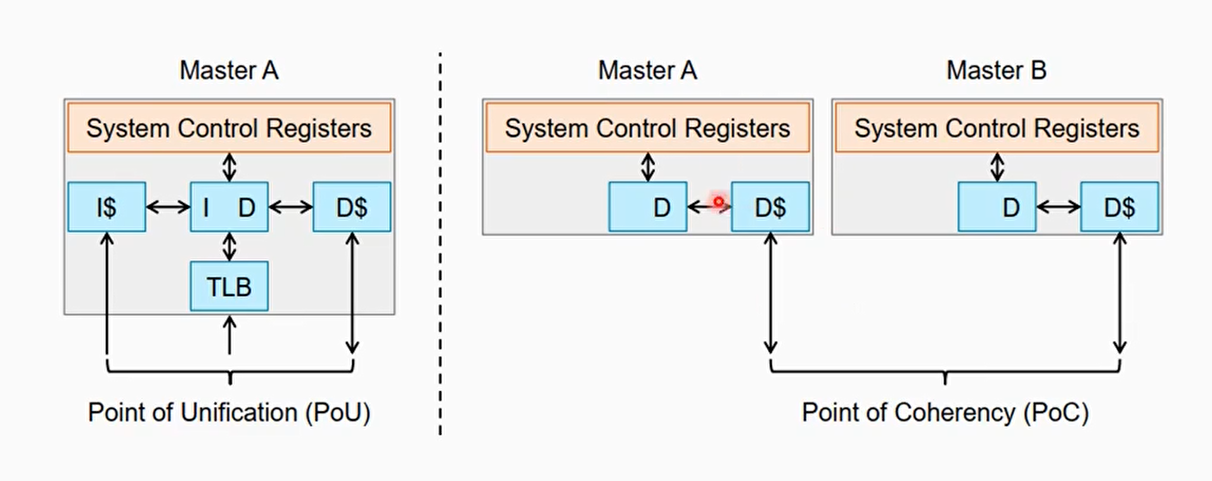 Master A
System Control Registers
I$
I D
D$
TLB
Point of Unification (PoU)
Master A
System Control Registers
D
D$
Master B
System Control Registers
D
D$
Point of Coherency (PoC)